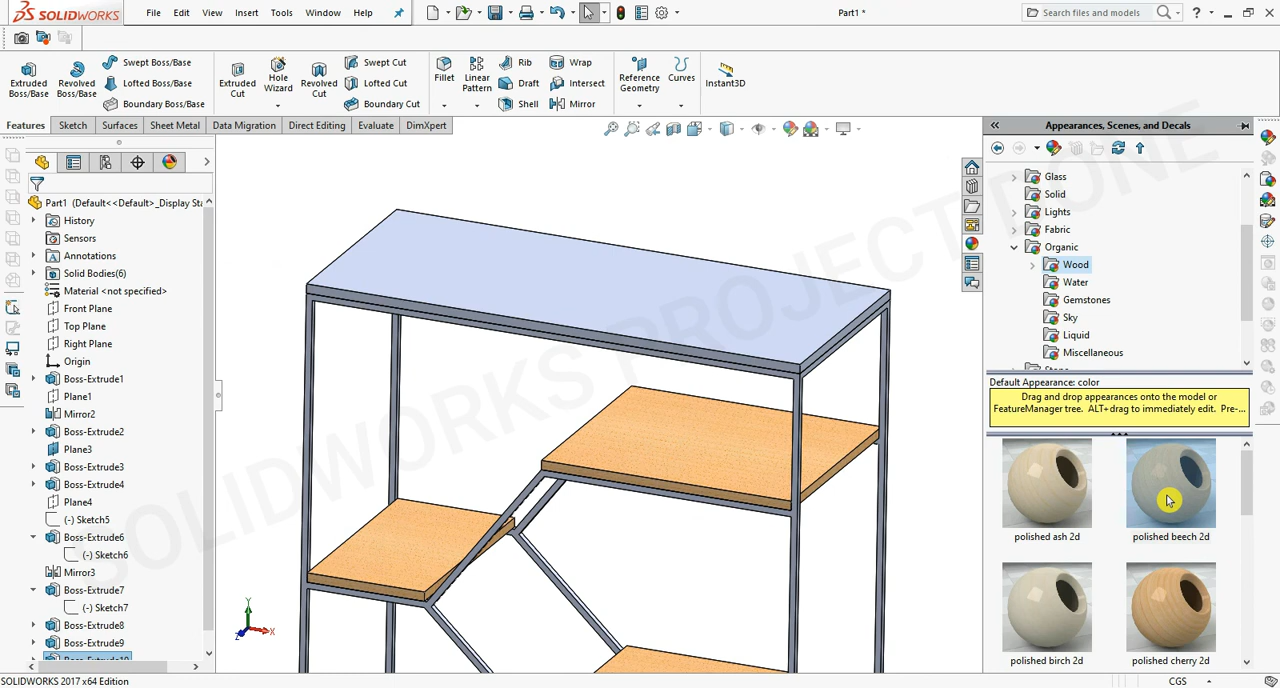 SOLIDWORKS File Edit View Insert Tools Window Help Part1 * Search files and models
Extruded Boss/Base Revolved Boss/Base Swept Boss/Base Lofted Boss/Base Boundary Boss/Base Extruded Cut Hole Wizard Revolved Cut Swept Cut Lofted Cut Boundary Cut Fillet Linear Pattern Rib Draft Shell Wrap Intersect Mirror Reference Geometry Curves Instant3D
Features Sketch Surfaces Sheet Metal Data Migration Direct Editing Evaluate DimXpert
Part1 (Default<<Default>_Display Sta
History
Sensors
Annotations
Solid Bodies(6)
Material <not specified>
Front Plane
Top Plane
Right Plane
Origin
Boss-Extrude1
Plane1
Mirror2
Boss-Extrude2
Plane3
Boss-Extrude3
Boss-Extrude4
Plane4
(-) Sketch5
Boss-Extrude6
(-) Sketch6
Mirror3
Boss-Extrude7
(-) Sketch7
Boss-Extrude8
Boss-Extrude9
Boss-Extrude10
SOLIDWORKS PROJECT DONE
Y
Z X
Appearances, Scenes, and Decals
Glass
Solid
Lights
Fabric
Organic
Wood
Water
Gemstones
Sky
Liquid
Miscellaneous
Default Appearance: color
Drag and drop appearances onto the model or
FeatureManager tree. ALT+drag to immediately edit. Pre-...
polished ash 2d polished beech 2d
polished birch 2d polished cherry 2d
SOLIDWORKS 2017 x64 Edition CGS